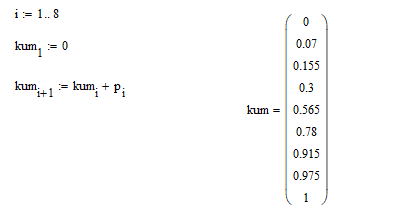 i := 1.. 8
kum₁ := 0
kumᵢ₊₁ := kumᵢ + pᵢ
kum =
0
0.07
0.155
0.3
0.565
0.78
0.915
0.975
1